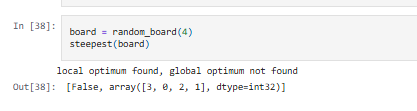 In [38]:
board = random_board(4)
steepest(board)
local optimum found, global optimum not found
Out[38]: [False, array([3, 0, 2, 1], dtype=int32)]